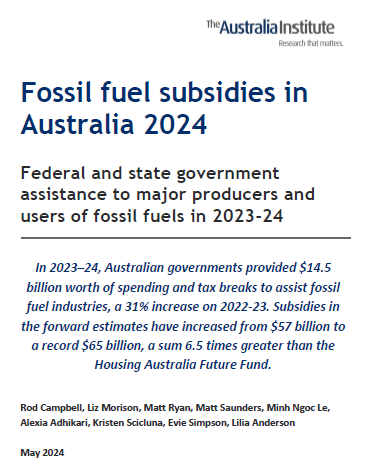 The Australia Institute
Research that matters.
Fossil fuel subsidies in
Australia 2024
Federal and state government
assistance to major producers and
users of fossil fuels in 2023-24
In 2023–24, Australian governments provided $14.5
billion worth of spending and tax breaks to assist fossil
fuel industries, a 31% increase on 2022-23. Subsidies in
the forward estimates have increased from $57 billion to
a record $65 billion, a sum 6.5 times greater than the
Housing Australia Future Fund.
Rod Campbell, Liz Morison, Matt Ryan, Matt Saunders, Minh Ngoc Le,
Alexia Adhikari, Kristen Scicluna, Evie Simpson, Lilia Anderson
May 2024